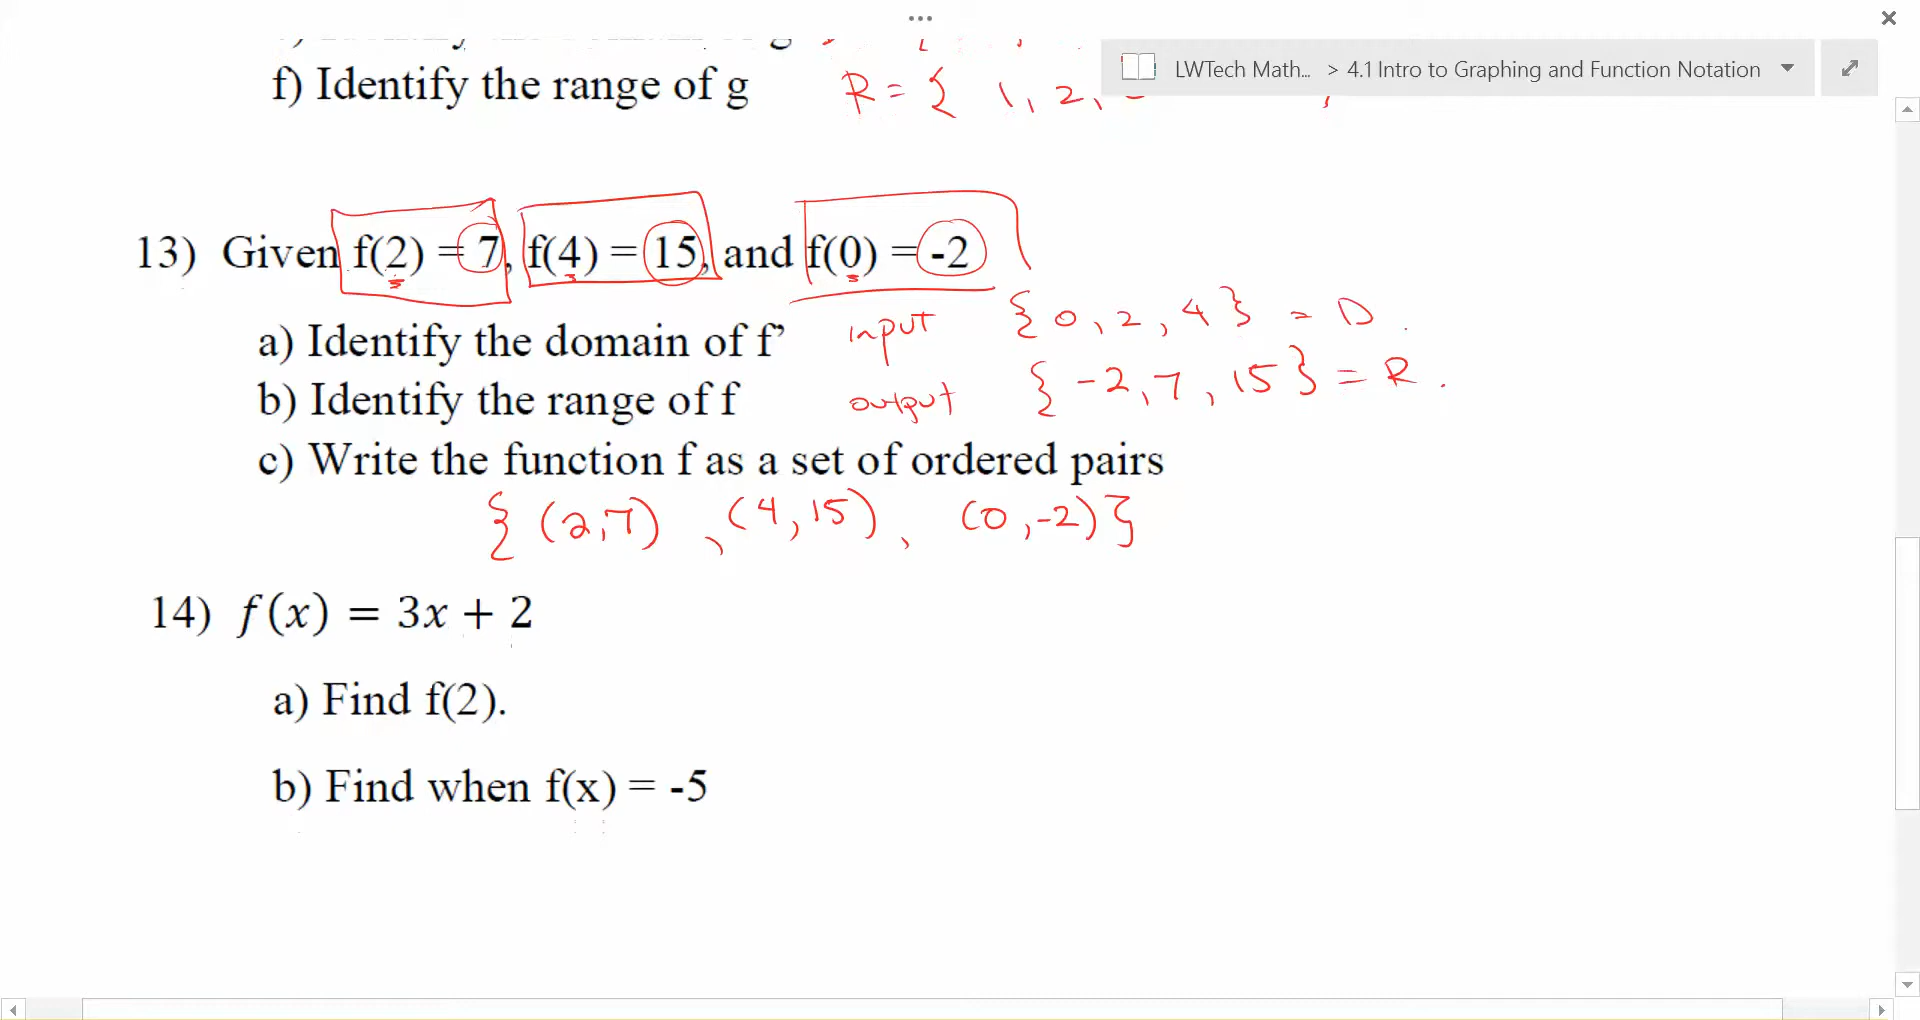 LWTech Math... > 4.1 Intro to Graphing and Function Notation
f) Identify the range of g R = { 1, 2,
13) Given f(2) = 7, f(4) = 15, and f(0) = -2
a) Identify the domain of f’ input {0, 2, 4} = D.
b) Identify the range of f output {-2, 7, 15} = R.
c) Write the function f as a set of ordered pairs
{(2,7), (4,15), (0,-2)}
14) f(x) = 3x + 2
a) Find f(2).
b) Find when f(x) = -5